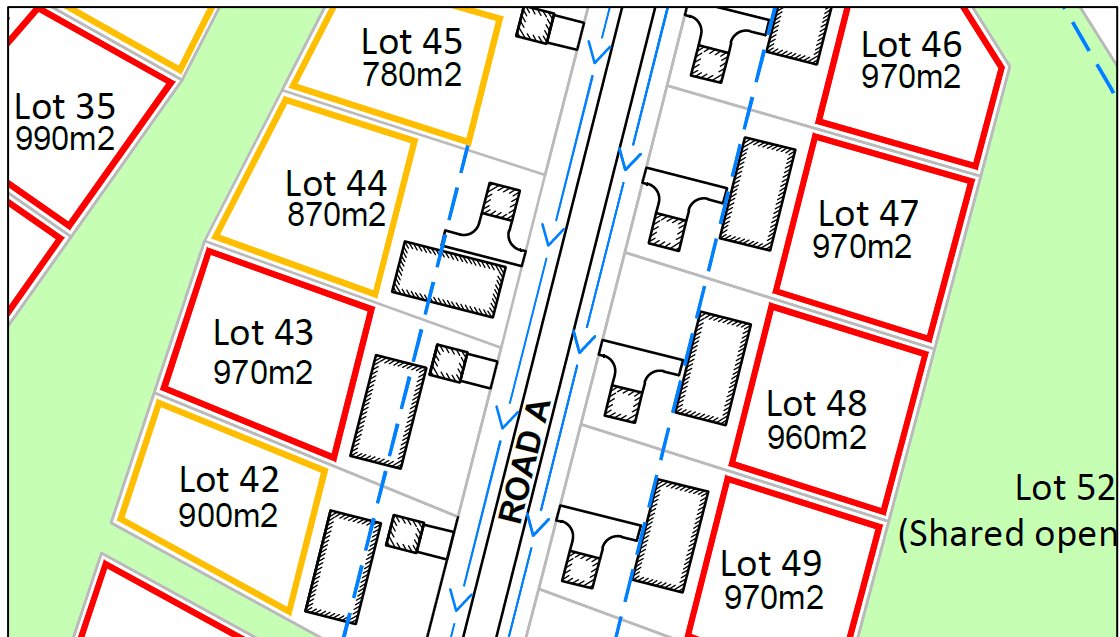 Lot 45
780m2
Lot 46
970m2
Lot 35
990m2
Lot 44
870m2
Lot 47
970m2
Lot 43
970m2
Lot 48
960m2
ROAD A
Lot 42
900m2
Lot 52
(Shared open
Lot 49
970m2